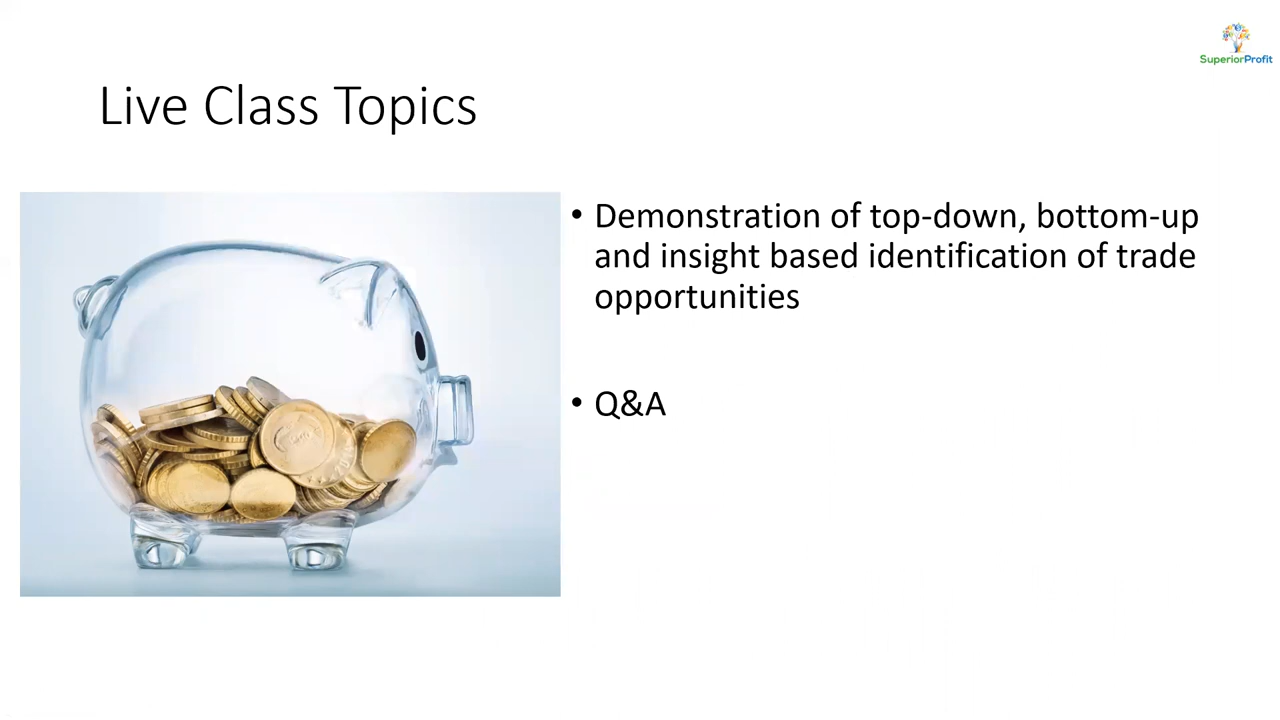 SuperiorProfit
Live Class Topics
• Demonstration of top-down, bottom-up
and insight based identification of trade
opportunities
• Q&A